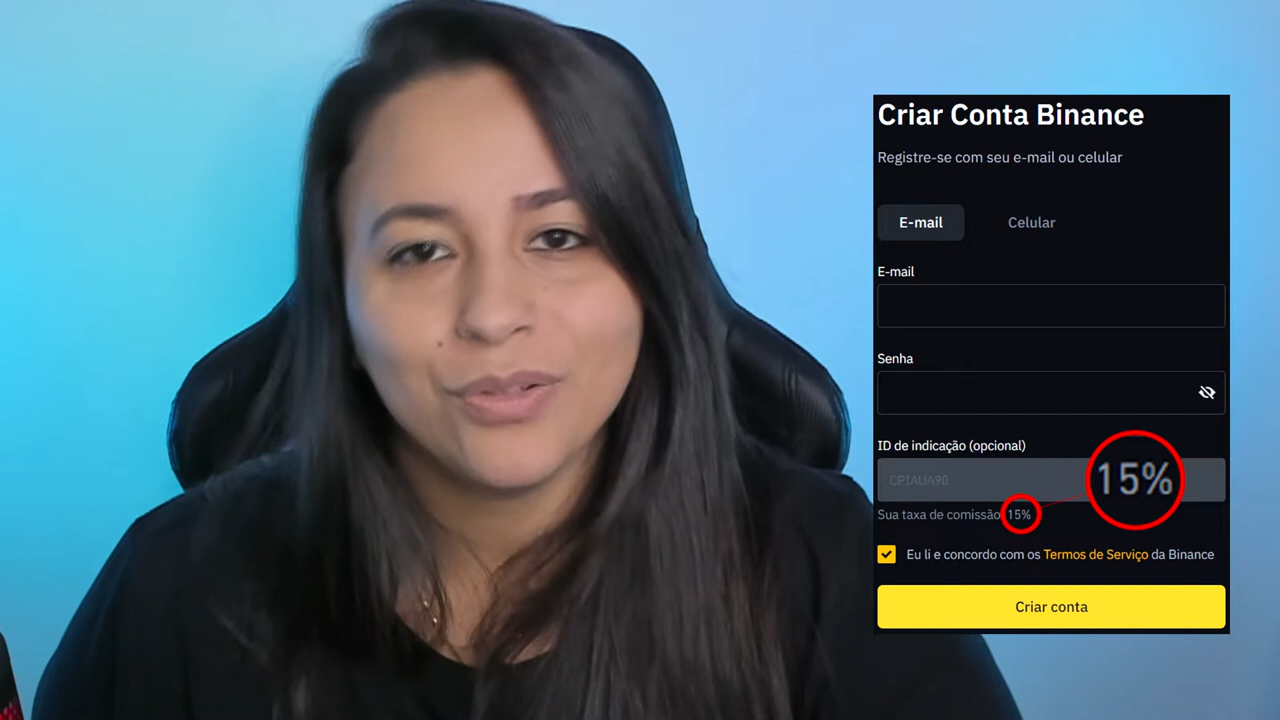 Criar Conta Binance
Registre-se com seu e-mail ou celular
E-mail Celular
E-mail
Senha
ID de indicação (opcional)
CPIAUA90
15%
Sua taxa de comissão 15%
Eu li e concordo com os Termos de Serviço da Binance
Criar conta